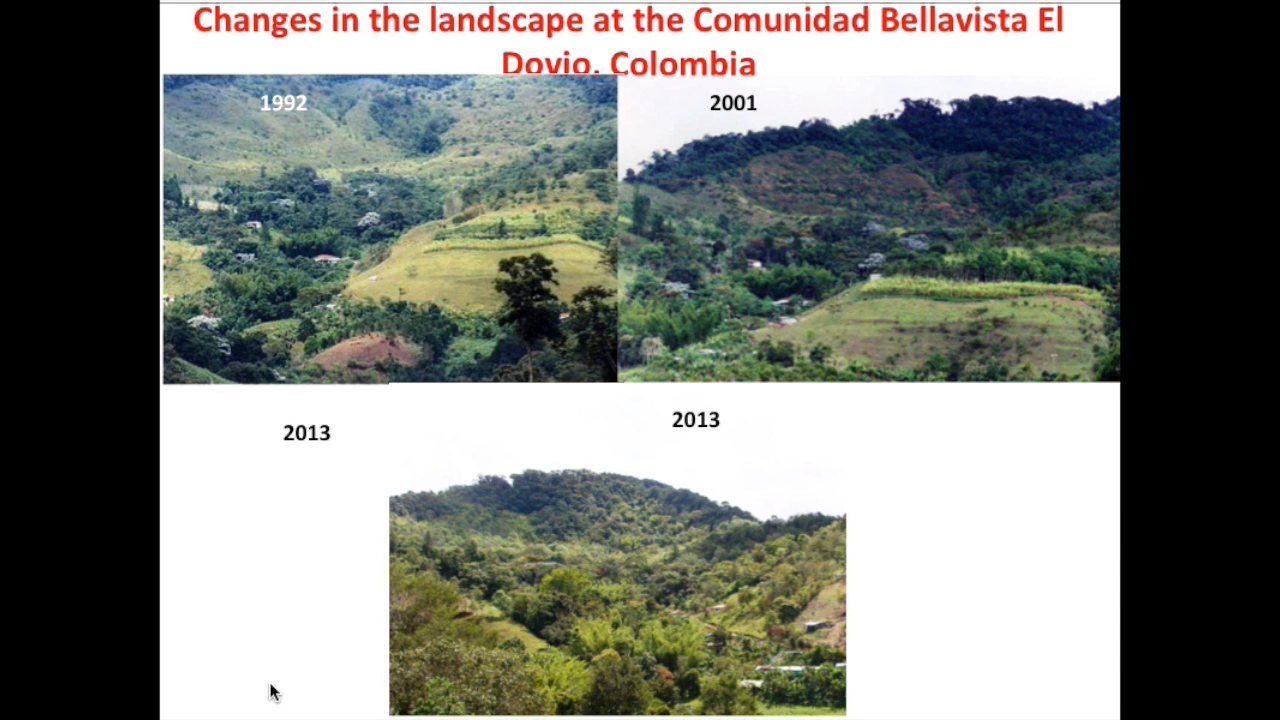 Changes in the landscape at the Comunidad Bellavista El
Dovio, Colombia
1992
2001
2013
2013